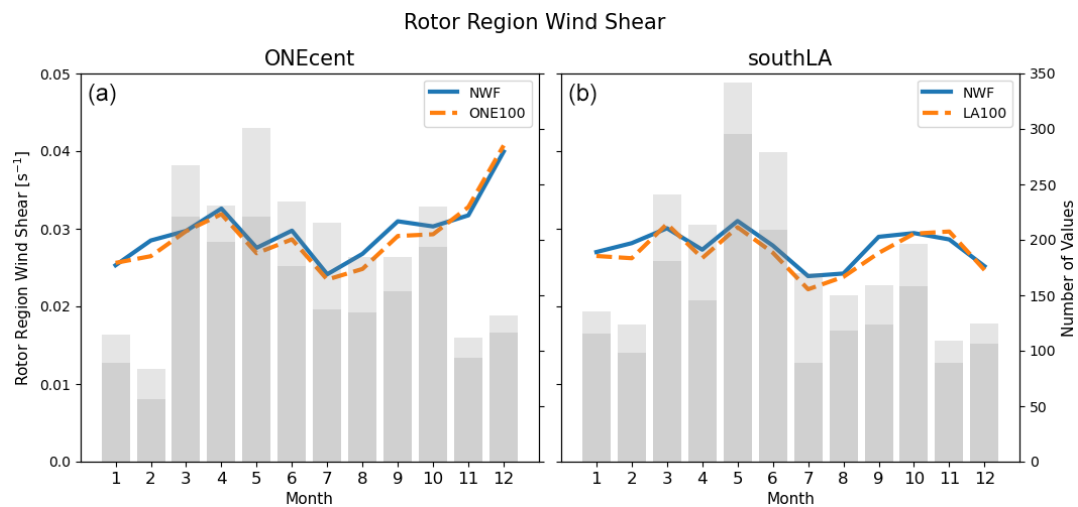 Rotor Region Wind Shear
ONEcent
southLA
(a)
NWF
ONE100
(b)
NWF
LA100
Rotor Region Wind Shear [s⁻¹]
0.05
0.04
0.03
0.02
0.01
0.0
350
300
250
200
150
100
50
0
Number of Values
1 2 3 4 5 6 7 8 9 10 11 12
Month
1 2 3 4 5 6 7 8 9 10 11 12
Month